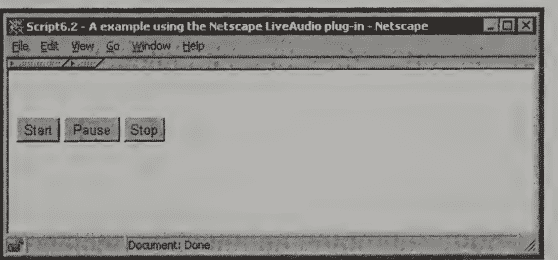 Script6.2 - A example using the Netscape LiveAudio plug-in - Netscape
File Edit View Go Window Help
Start Pause Stop
Document: Done